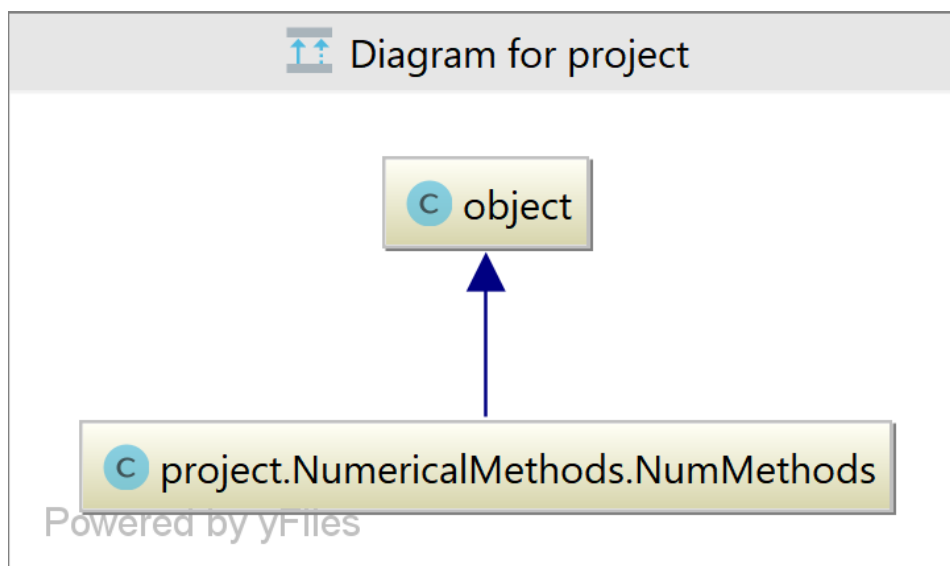 Diagram for project
C object
C project.NumericalMethods.NumMethods
Powered by yFiles